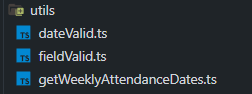 utils
TS dateValid.ts
TS fieldValid.ts
TS getWeeklyAttendanceDates.ts